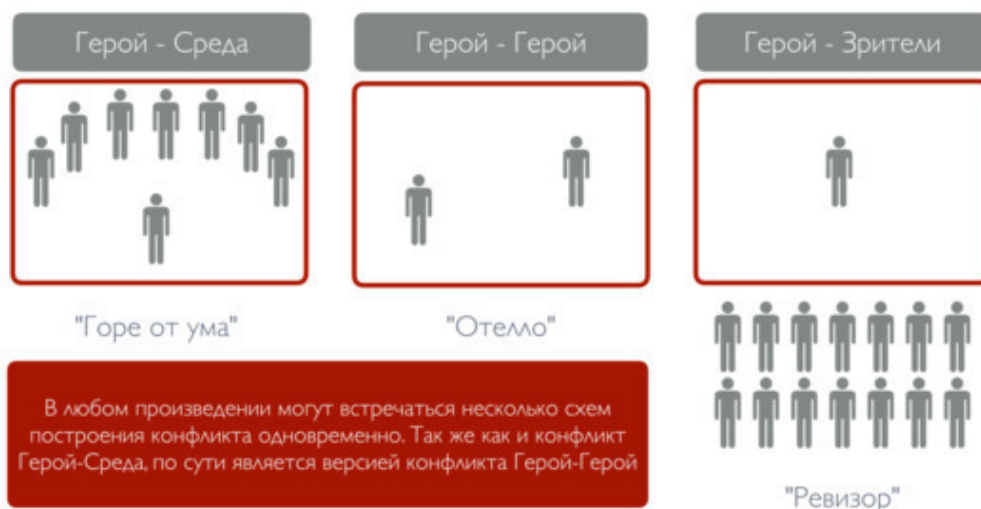 Герой - Среда
Герой - Герой
Герой - Зрители
"Горе от ума"
"Отелло"
В любом произведении могут встречаться несколько схем
построения конфликта одновременно. Так же как и конфликт
Герой-Среда, по сути является версией конфликта Герой-Герой
"Ревизор"